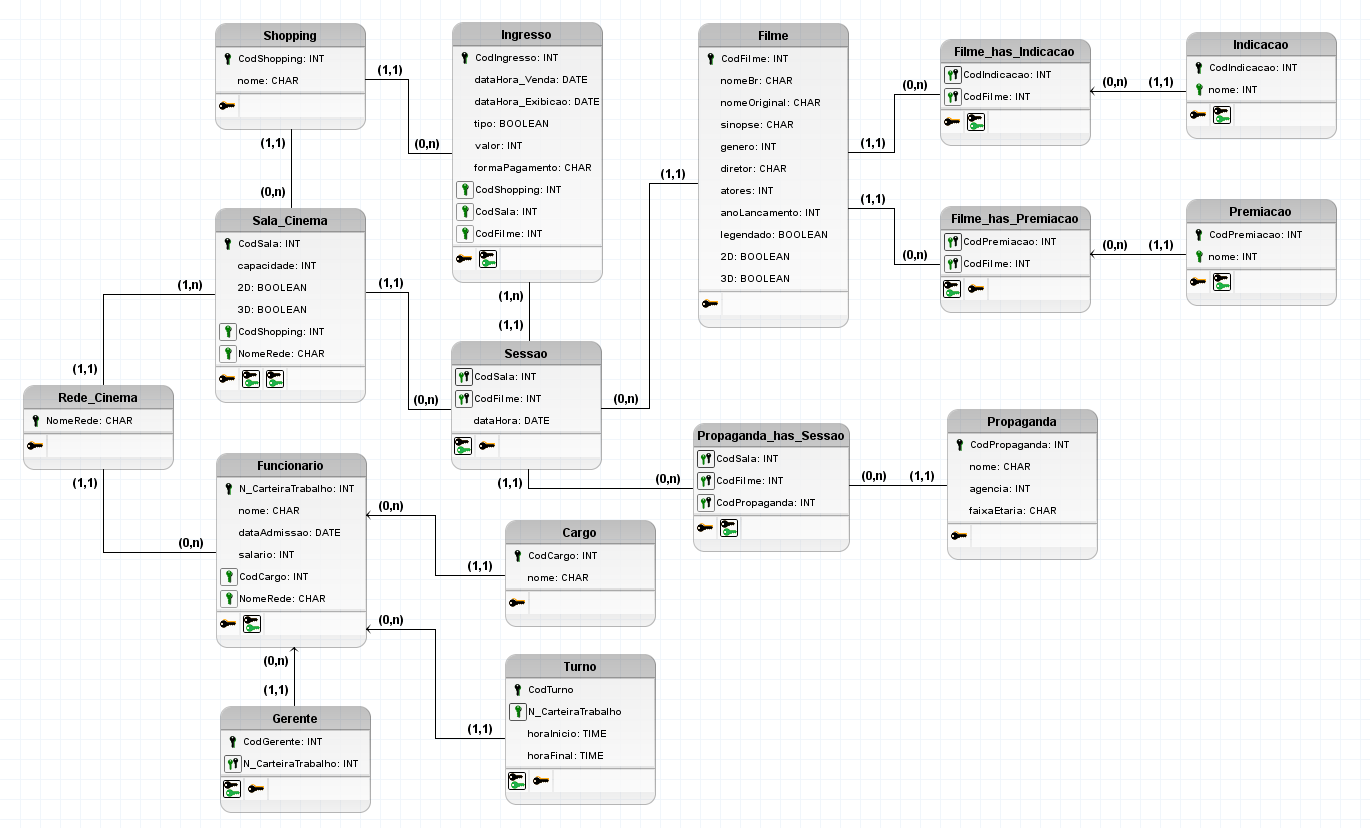 Shopping
CodShopping: INT
nome: CHAR
(1,1)
(0,n)
(1,1)
(0,n)
Ingresso
CodIngresso: INT
dataHora_Venda: DATE
dataHora_Exibicao: DATE
tipo: BOOLEAN
valor: INT
formaPagamento: CHAR
CodShopping: INT
CodSala: INT
CodFilme: INT
(1,n)
(1,1)
Filme
CodFilme: INT
nomeBr: CHAR
nomeOriginal: CHAR
sinopse: CHAR
genero: INT
diretor: CHAR
atores: INT
anoLancamento: INT
legendado: BOOLEAN
2D: BOOLEAN
3D: BOOLEAN
(1,1)
(0,n)
(1,1)
(0,n)
(1,1)
(0,n)
Filme_has_Indicacao
CodIndicacao: INT
CodFilme: INT
(0,n)
(1,1)
Indicacao
CodIndicacao: INT
nome: INT
Filme_has_Premiacao
CodPremiacao: INT
CodFilme: INT
(0,n)
(1,1)
Premiacao
CodPremiacao: INT
nome: INT
Sala_Cinema
CodSala: INT
capacidade: INT
2D: BOOLEAN
3D: BOOLEAN
CodShopping: INT
NomeRede: CHAR
(1,n)
(1,1)
(1,1)
(0,n)
Rede_Cinema
NomeRede: CHAR
(1,1)
(0,n)
Sessao
CodSala: INT
CodFilme: INT
dataHora: DATE
(1,1)
(0,n)
Propaganda_has_Sessao
CodSala: INT
CodFilme: INT
CodPropaganda: INT
(0,n)
(1,1)
Propaganda
CodPropaganda: INT
nome: CHAR
agencia: INT
faixaEtaria: CHAR
Funcionario
N_CarteiraTrabalho: INT
nome: CHAR
dataAdmissao: DATE
salario: INT
CodCargo: INT
NomeRede: CHAR
(0,n)
(1,1)
Cargo
CodCargo: INT
nome: CHAR
(0,n)
(1,1)
Turno
CodTurno
N_CarteiraTrabalho
horaInicio: TIME
horaFinal: TIME
(0,n)
(1,1)
Gerente
CodGerente: INT
N_CarteiraTrabalho: INT